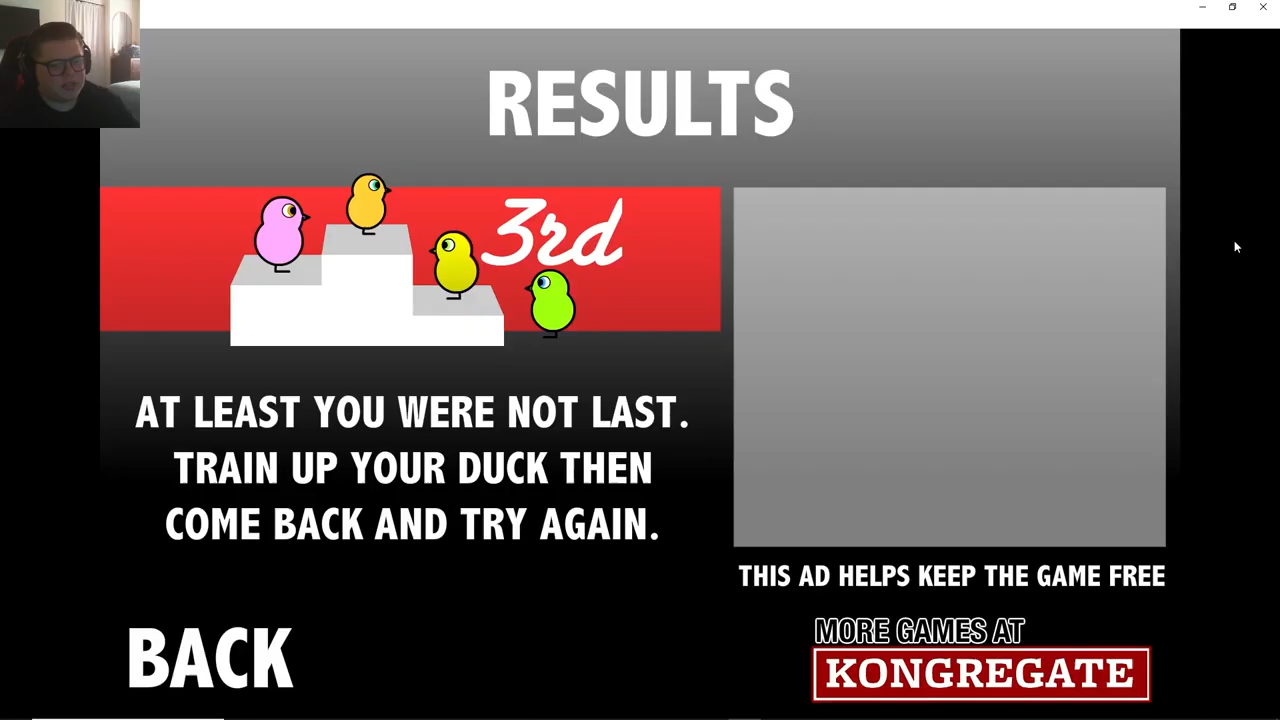 RESULTS
3rd
AT LEAST YOU WERE NOT LAST.
TRAIN UP YOUR DUCK THEN
COME BACK AND TRY AGAIN.
THIS AD HELPS KEEP THE GAME FREE
BACK
MORE GAMES AT
KONGREGATE